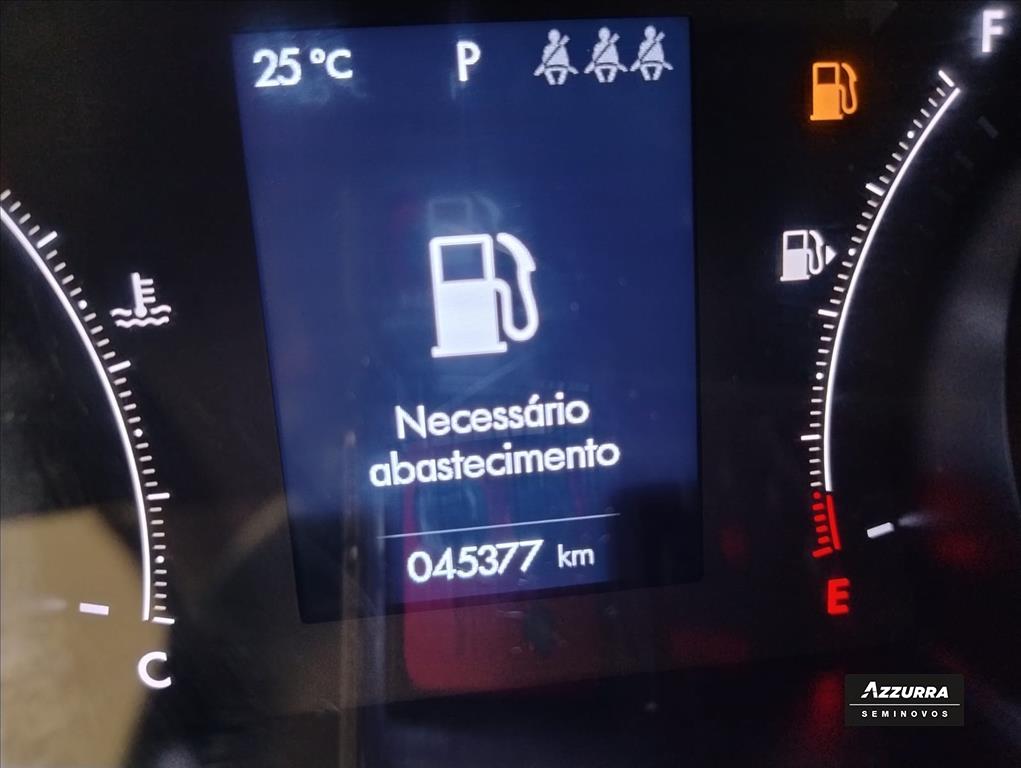 25 °C P
F
Necessário
abastecimento
045377 km
E
C
AZZURRA
SEMINOVOS